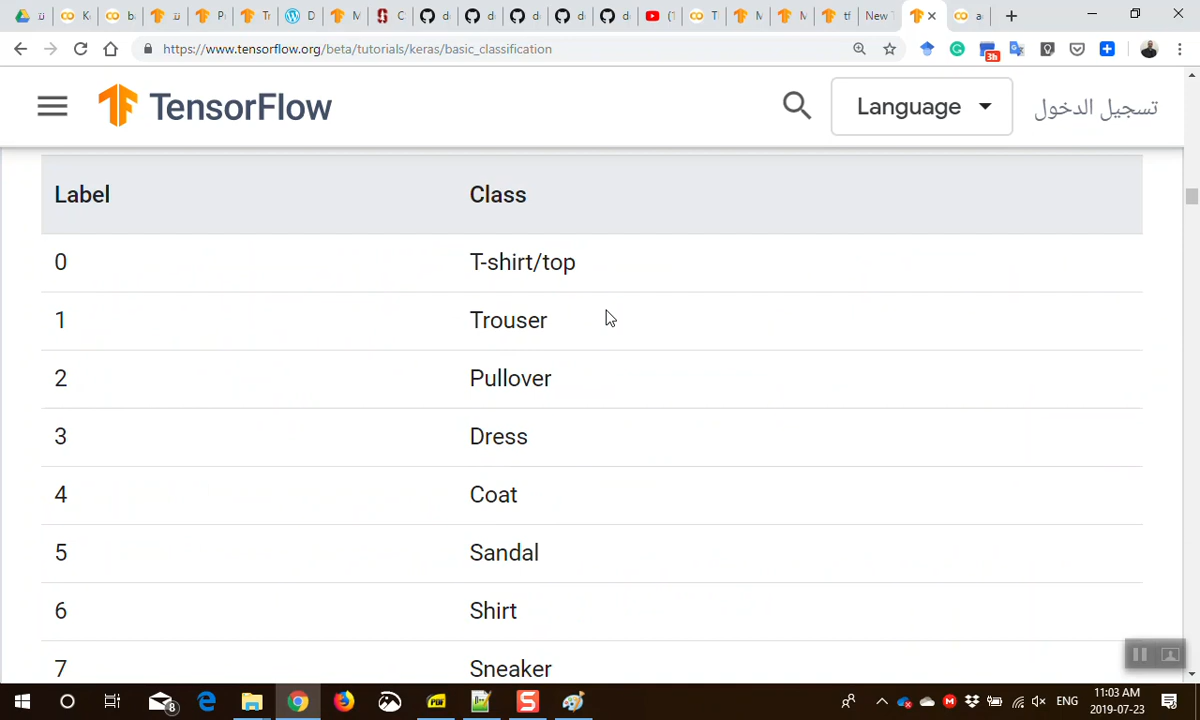 New
https://www.tensorflow.org/beta/tutorials/keras/basic_classification
3h
TensorFlow
Language
تسجيل الدخول
Label Class
0 T-shirt/top
1 Trouser
2 Pullover
3 Dress
4 Coat
5 Sandal
6 Shirt
7 Sneaker
8
ENG
11:03 AM
2019-07-23